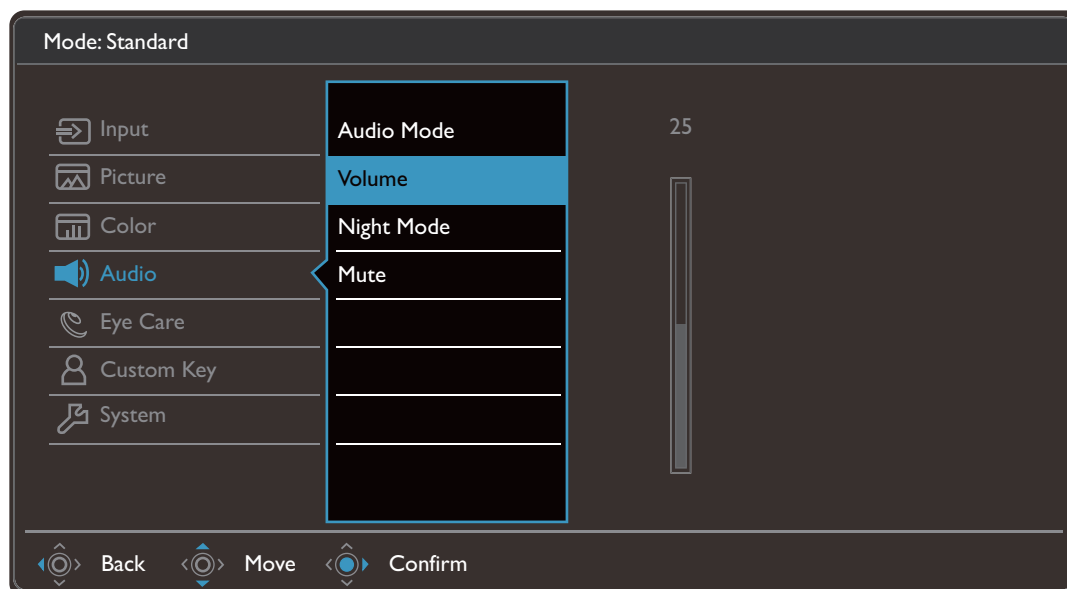 Mode: Standard
Input
Picture
Color
Audio
Eye Care
Custom Key
System
Audio Mode
Volume
Night Mode
Mute
25
Back Move Confirm